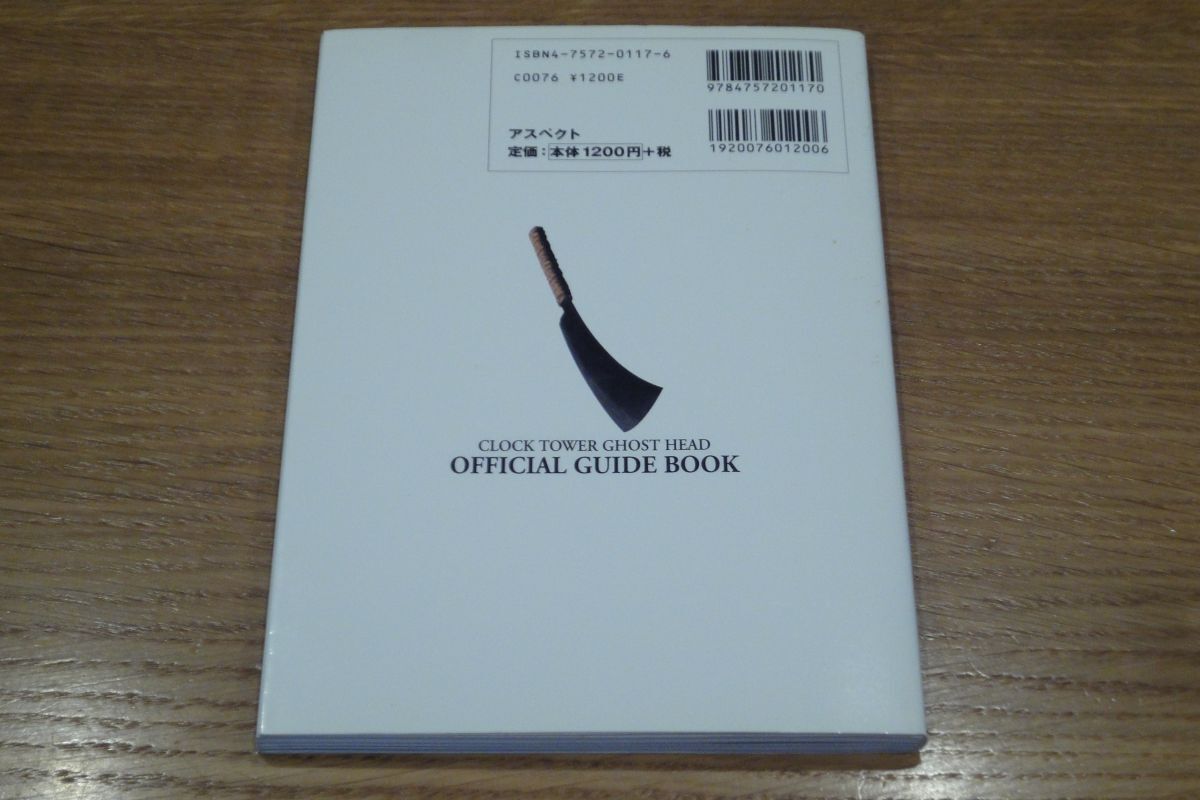 ISBN4-7572-0117-6
C0076 ¥1200E
9784757201170
アスペクト
定価：本体1200円+税
1920076012006
CLOCK TOWER GHOST HEAD
OFFICIAL GUIDE BOOK